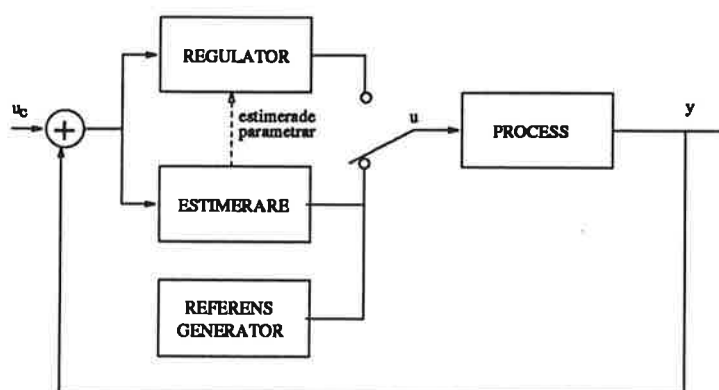 REGULATOR
u_c
+
estimerade
parametrar
u
PROCESS
y
ESTIMERARE
REFERENS
GENERATOR